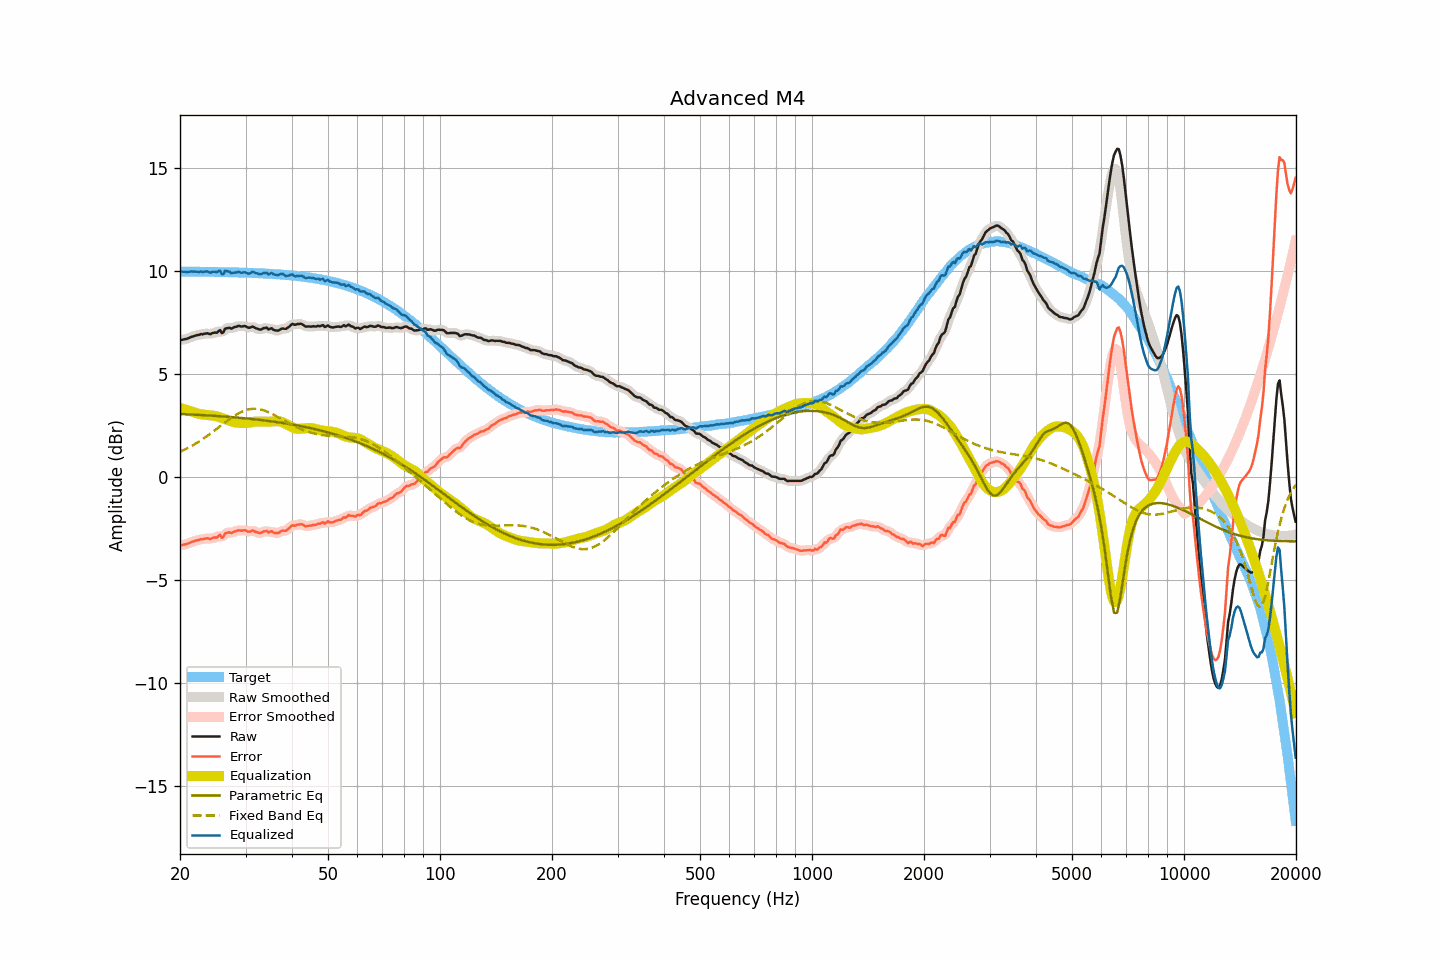 Advanced M4
Amplitude (dBr)
15
10
5
0
−5
−10
−15
Target
Raw Smoothed
Error Smoothed
Raw
Error
Equalization
Parametric Eq
Fixed Band Eq
Equalized
20 50 100 200 500 1000 2000 5000 10000 20000
Frequency (Hz)